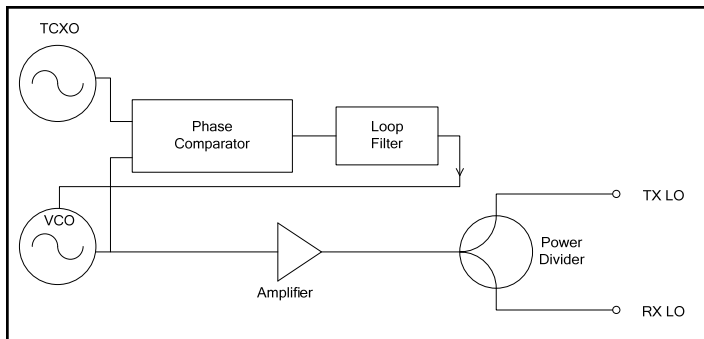 TCXO
Phase
Comparator
Loop
Filter
VCO
Amplifier
Power
Divider
TX LO
RX LO